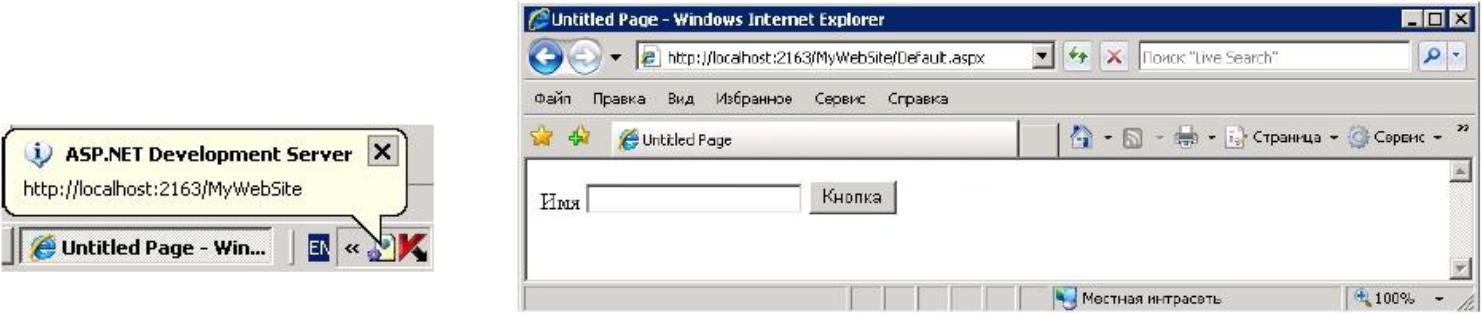 ASP.NET Development Server
http://localhost:2163/MyWebSite
Untitled Page - Win...
EN «
Untitled Page - Windows Internet Explorer
http://localhost:2163/MyWebSite/Default.aspx
Поиск "Live Search"
Файл Правка Вид Избранное Сервис Справка
Untitled Page
Страница Сервис »
Имя
Кнопка
Местная интрасеть
100%